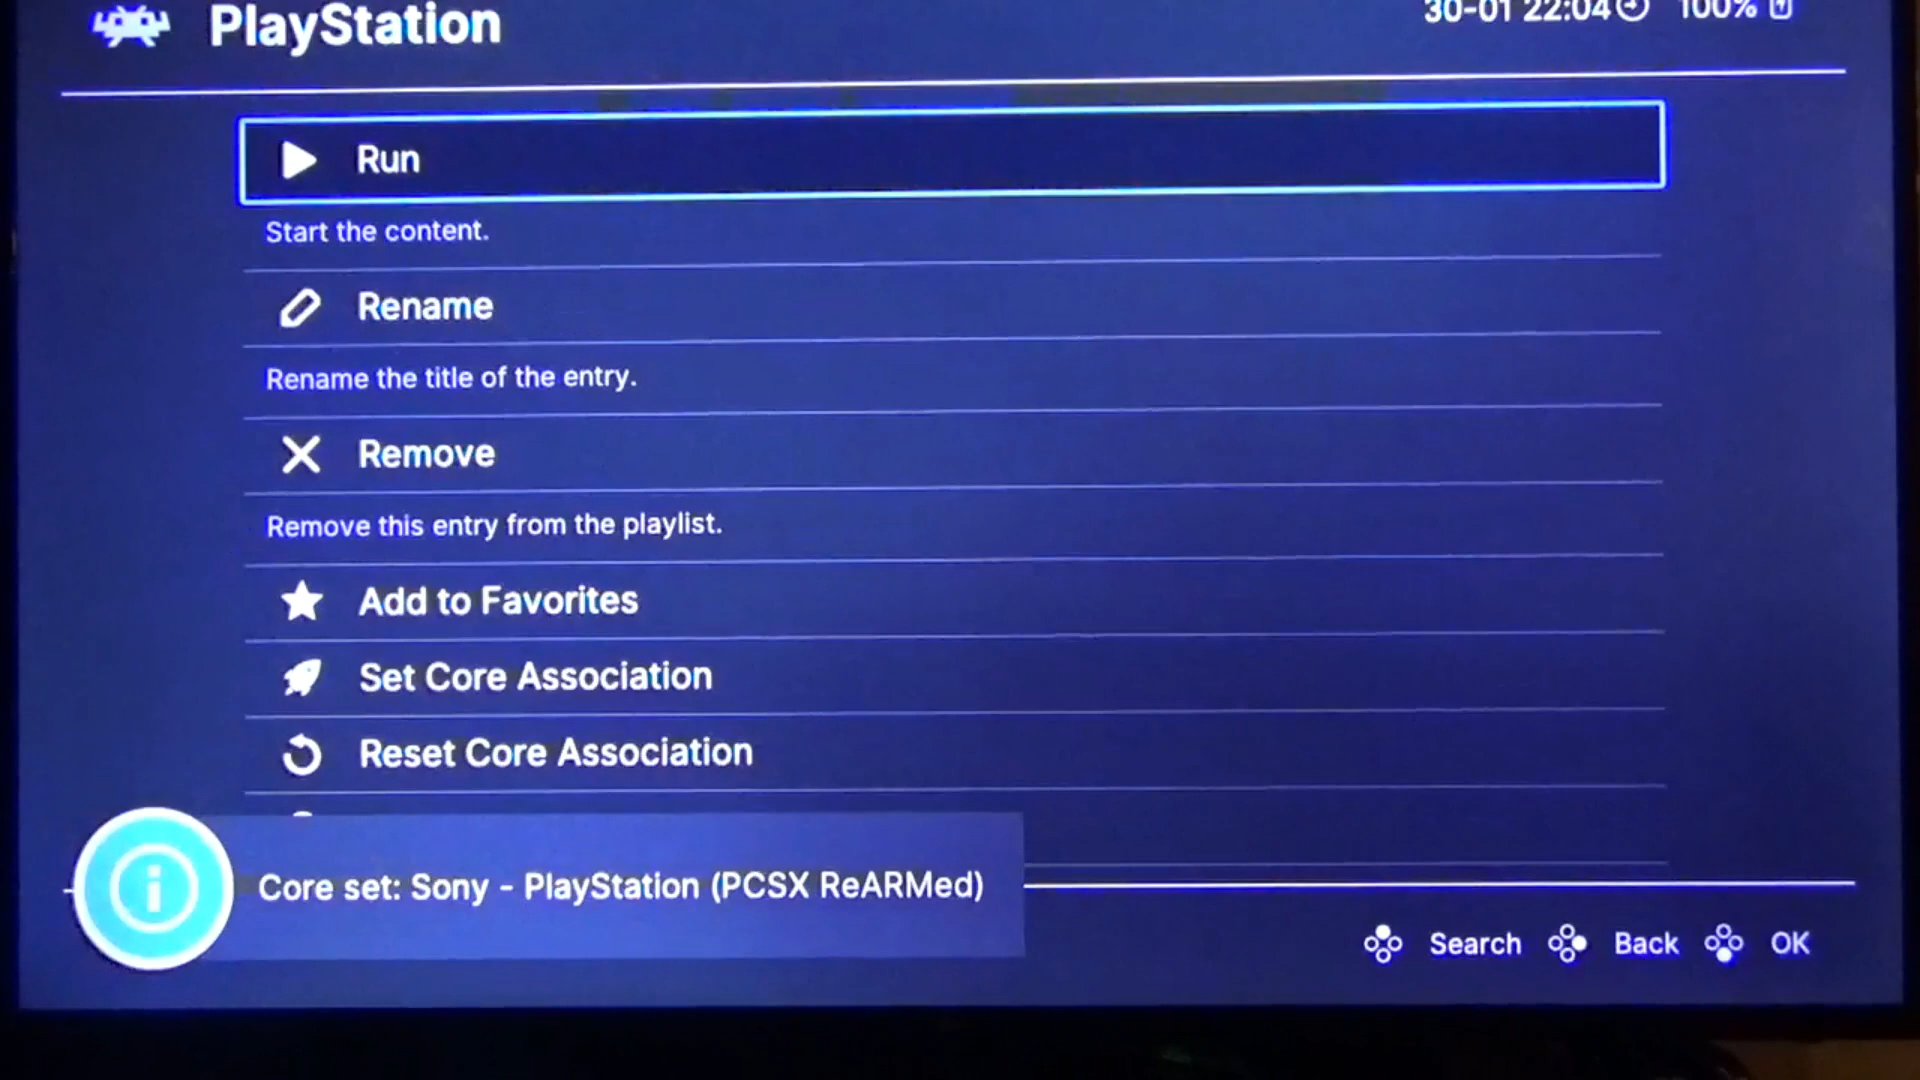 PlayStation
30-01 22:04 100%
Run
Start the content.
Rename
Rename the title of the entry.
Remove
Remove this entry from the playlist.
Add to Favorites
Set Core Association
Reset Core Association
Core set: Sony - PlayStation (PCSX ReARMed)
Search Back OK